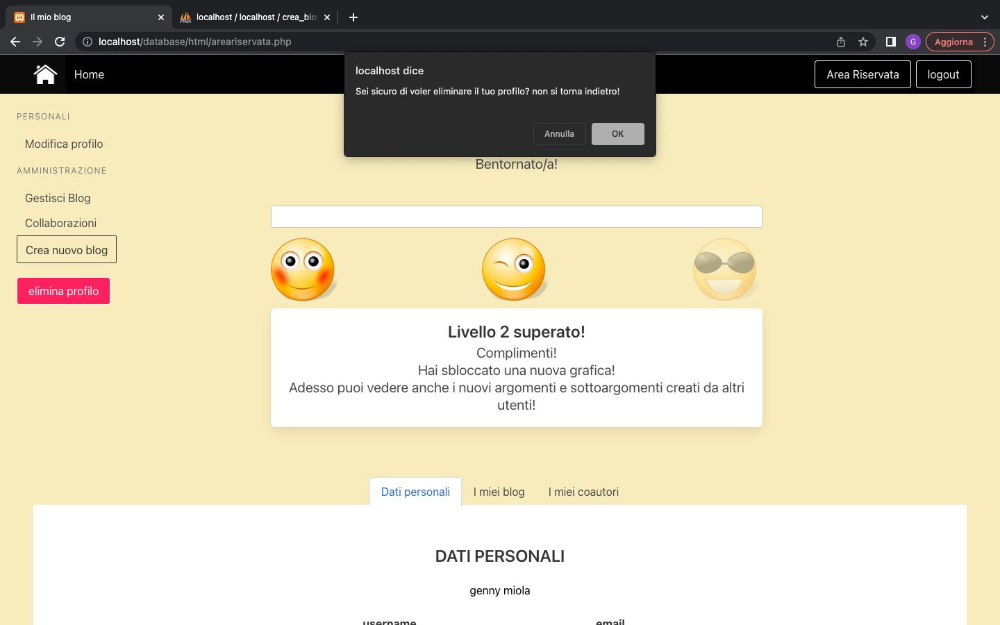 Il mio blog
localhost / localhost / crea_blo
localhost/database/html/areariservata.php
G
Aggiorna
Home
Area Riservata
logout
localhost dice
Sei sicuro di voler eliminare il tuo profilo? non si torna indietro!
Annulla
OK
PERSONALI
Modifica profilo
AMMINISTRAZIONE
Gestisci Blog
Collaborazioni
Crea nuovo blog
elimina profilo
Bentornato/a!
Livello 2 superato!
Complimenti!
Hai sbloccato una nuova grafica!
Adesso puoi vedere anche i nuovi argomenti e sottoargomenti creati da altri
utenti!
Dati personali
I miei blog
I miei coautori
DATI PERSONALI
genny miola
username
email